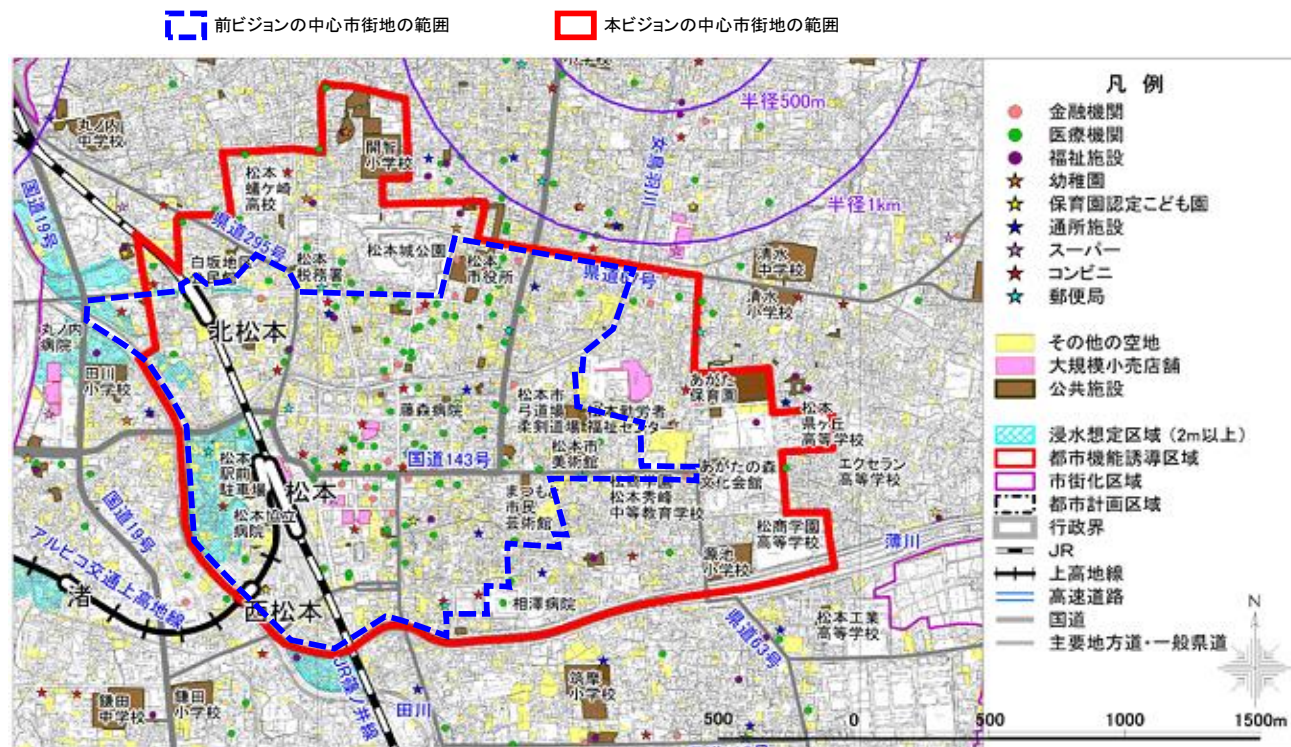 前ビジョンの中心市街地の範囲
本ビジョンの中心市街地の範囲
半径500m
丸ノ内
中学校
開智
小学校
女鳥羽川
松本
蟻ケ崎
高校
半径1km
国道19号
県道295号
松本城公園
松本
市役所
白坂地区
松本
税務署
清水
中学校
清水
小学校
北松本
丸ノ内
病院
田川
小学校
あがた
保育園
藤森病院
松本市
弓道場
柔剣道場
松本勤労者
福祉センター
松本
県ケ丘
高等学校
松本市
美術館
国道143号
あがたの森
文化会館
エクセラン
高等学校
松本
駅前
駐車場
松本
松本協立
病院
まつもと
市民
芸術館
松商学園
松本秀峰
中等教育学校
国道19号
松商学園
高等学校
薄川
源池
小学校
アルピコ交通上高地線
渚
西松本
相澤病院
県道63号
松本工業
高等学校
JR篠ノ井線
田川
筑摩
小学校
鎌田
中学校
鎌田
小学校
凡 例
金融機関
医療機関
福祉施設
幼稚園
保育園認定こども園
通所施設
スーパー
コンビニ
郵便局
その他の空地
大規模小売店舗
公共施設
浸水想定区域（2m以上）
都市機能誘導区域
市街化区域
都市計画区域
行政界
JR
上高地線
高速道路
国道
主要地方道・一般県道
N
500 0 500 1000 1500m